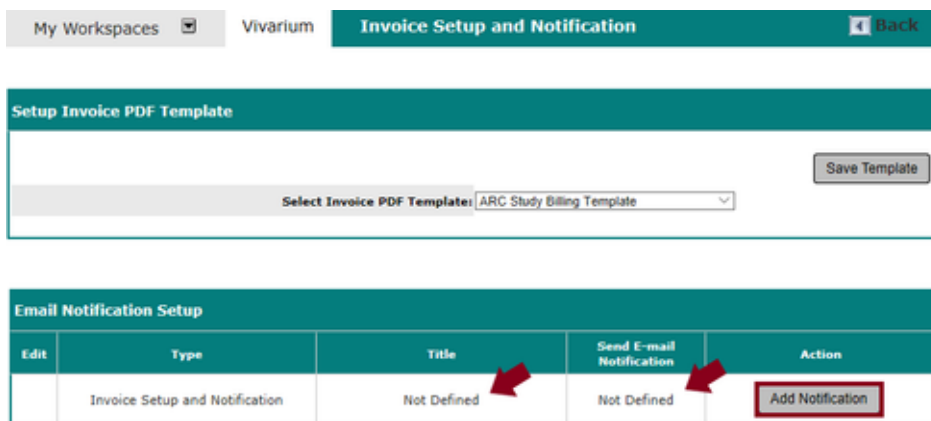 My Workspaces Vivarium Invoice Setup and Notification Back
Setup Invoice PDF Template
Save Template
Select Invoice PDF Template: ARC Study Billing Template
Email Notification Setup
Edit Type Title Send E-mail Notification Action
Invoice Setup and Notification Not Defined Not Defined Add Notification